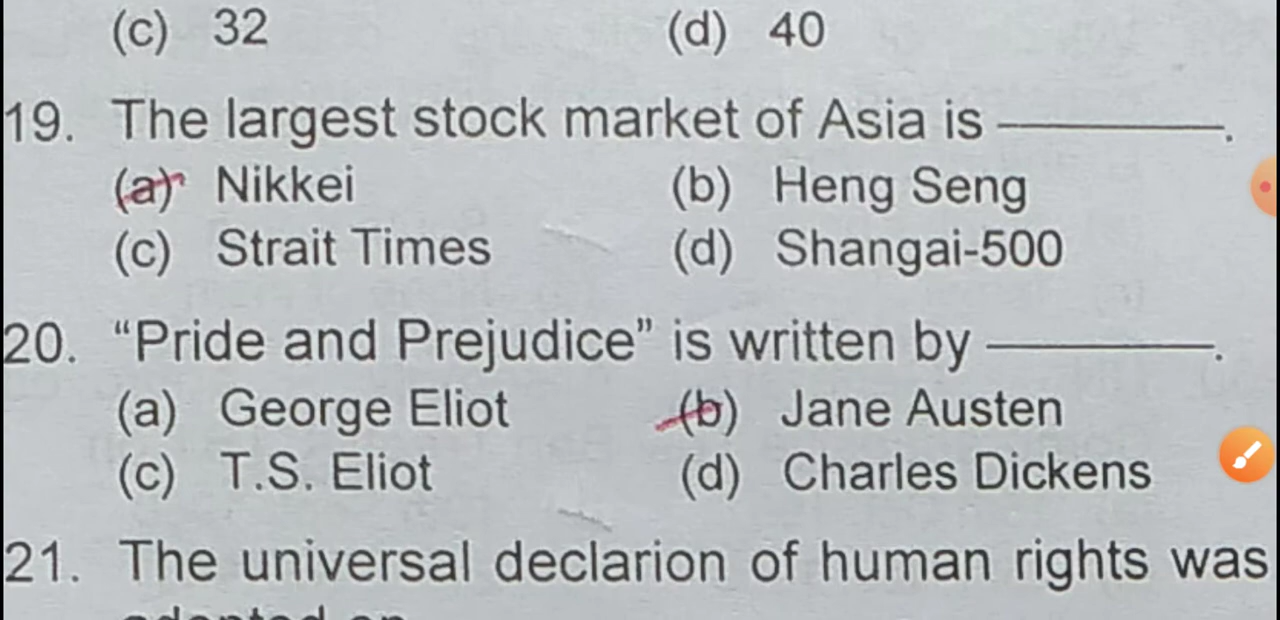 (c) 32 (d) 40
19. The largest stock market of Asia is ________.
(a) Nikkei (b) Heng Seng
(c) Strait Times (d) Shangai-500
20. “Pride and Prejudice” is written by ________.
(a) George Eliot (b) Jane Austen
(c) T.S. Eliot (d) Charles Dickens
21. The universal declarion of human rights was